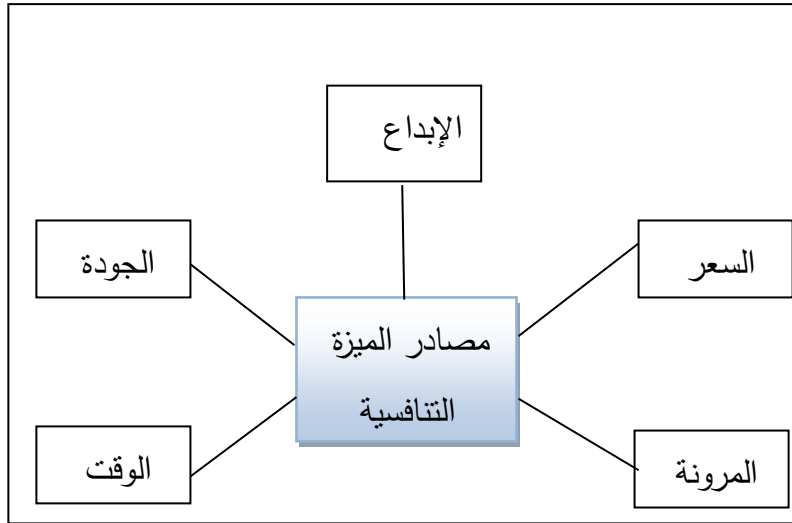 الإبداع
السعر
الجودة
مصادر الميزة
التنافسية
المرونة
الوقت